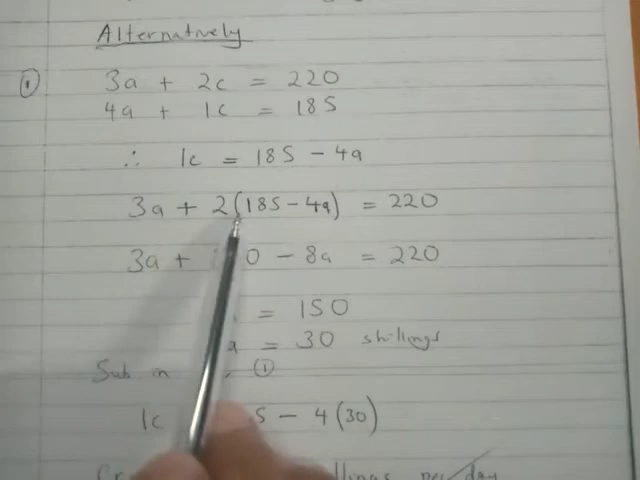 Alternatively
① 3a + 2c = 220
4a + 1c = 185
∴ 1c = 185 - 4a
3a + 2(185 - 4a) = 220
3a + 0 - 8a = 220
= 150
a = 30 shillings
Sub in ①
1c 5 - 4(30)
per day